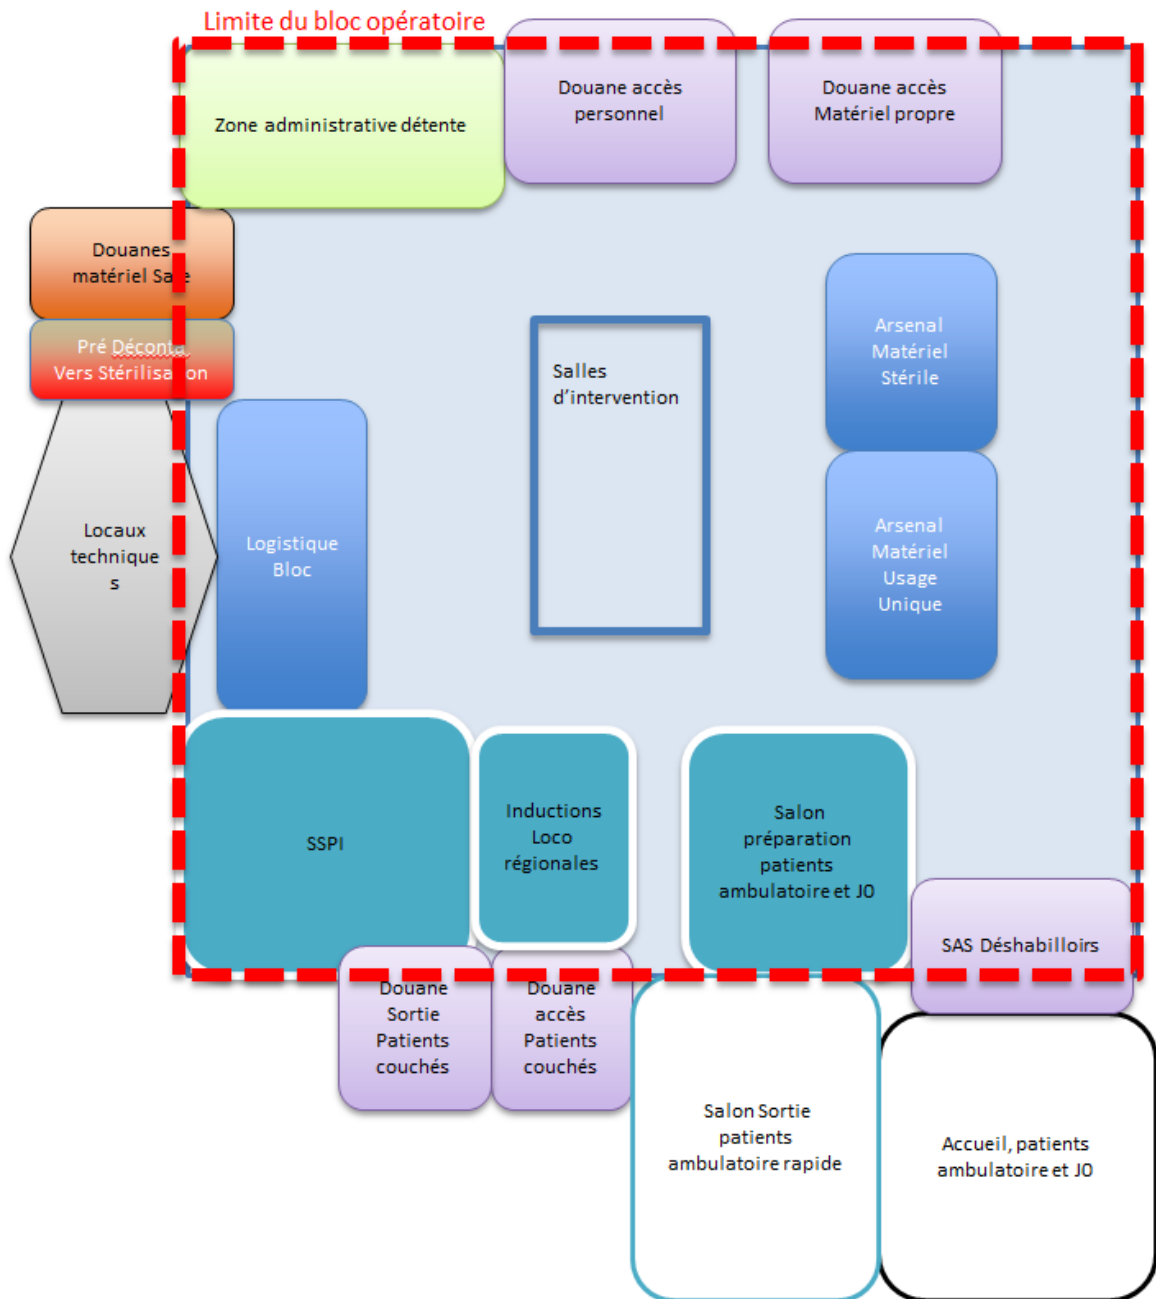 Limite du bloc opératoire
Zone administrative détente
Douane accès
personnel
Douane accès
Matériel propre
Douanes
matériel Sale
Pré Déconta
Vers Stérilisation
Arsenal
Matériel
Stérile
Salles
d’intervention
Locaux
technique
s
Logistique
Bloc
Arsenal
Matériel
Usage
Unique
SSPI
Inductions
Loco
régionales
Salon
préparation
patients
ambulatoire et J0
SAS Déshabilloirs
Douane
Sortie
Patients
couchés
Douane
accès
Patients
couchés
Salon Sortie
patients
ambulatoire rapide
Accueil, patients
ambulatoire et J0